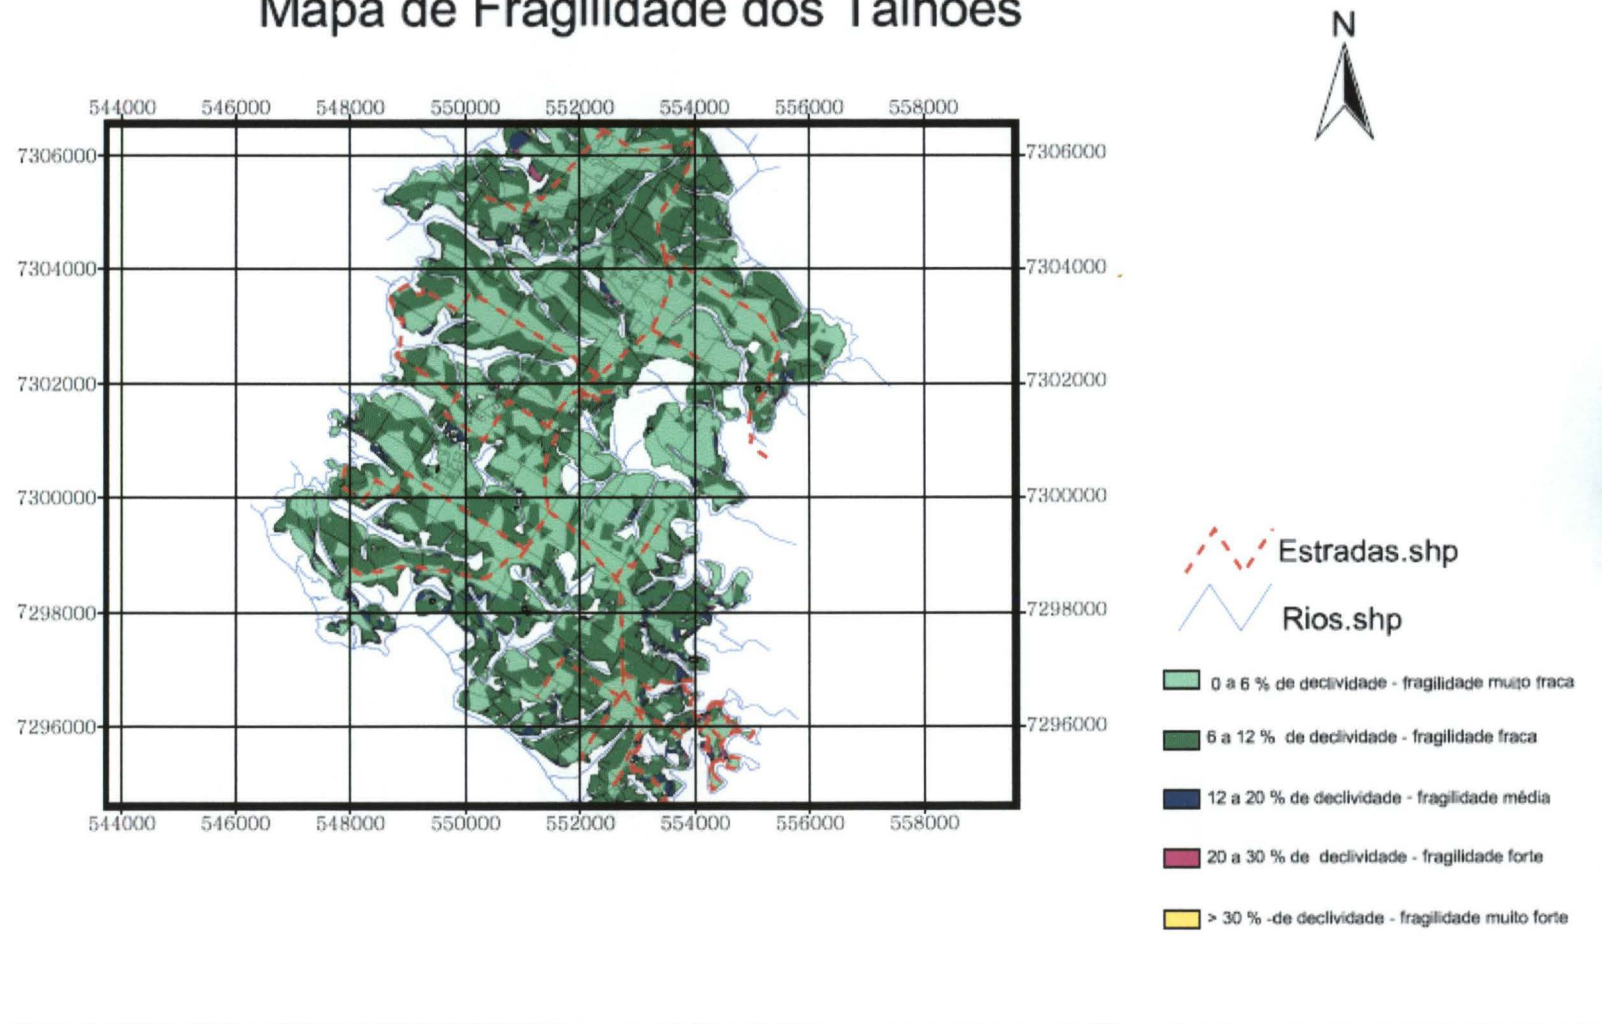 Mapa de Fragilidade dos Talhões
N
544000 546000 548000 550000 552000 554000 556000 558000
7306000 7306000
7304000 7304000
7302000 7302000
7300000 7300000
7298000 7298000
7296000 7296000
544000 546000 548000 550000 552000 554000 556000 558000
Estradas.shp
Rios.shp
0 a 6 % de declividade - fragilidade muito fraca
6 a 12 % de declividade - fragilidade fraca
12 a 20 % de declividade - fragilidade média
20 a 30 % de declividade - fragilidade forte
> 30 % -de declividade - fragilidade muito forte